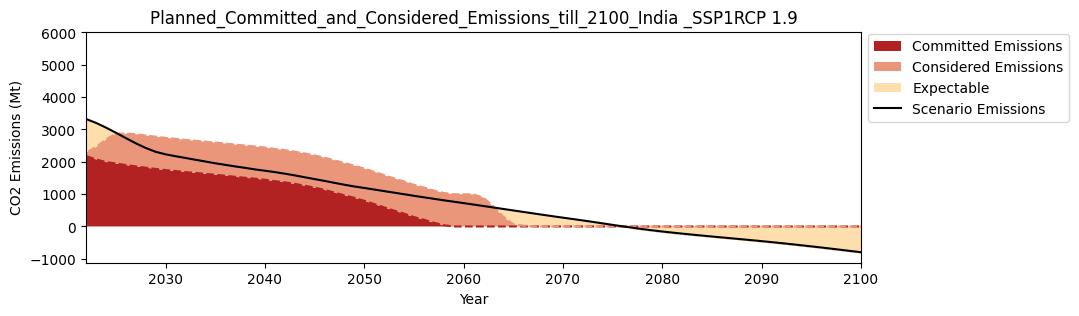 Planned_Committed_and_Considered_Emissions_till_2100_India _SSP1RCP 1.9
CO2 Emissions (Mt)
6000
5000
4000
3000
2000
1000
0
−1000
2030 2040 2050 2060 2070 2080 2090 2100
Year
Committed Emissions
Considered Emissions
Expectable
Scenario Emissions